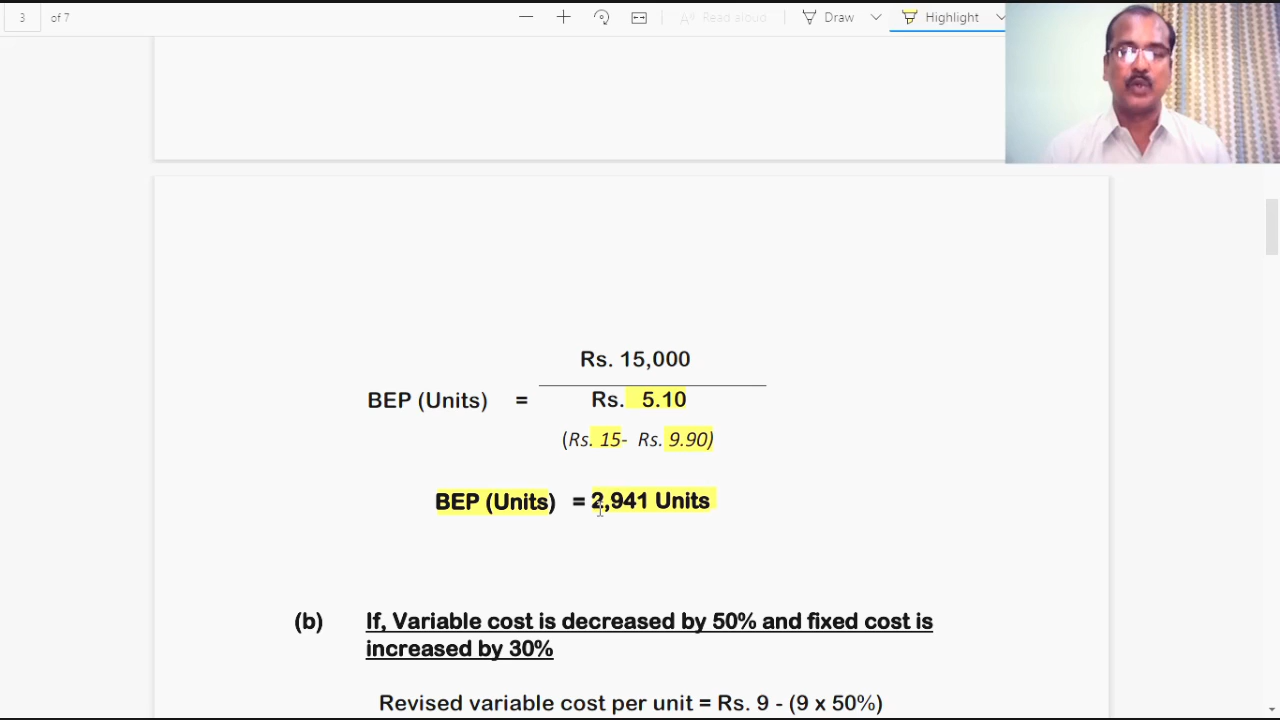 3 of 7 Read aloud Draw Highlight
Rs. 15,000
BEP (Units) = Rs. 5.10
(Rs. 15- Rs. 9.90)
BEP (Units) = 2,941 Units
(b) If, Variable cost is decreased by 50% and fixed cost is
increased by 30%
Revised variable cost per unit = Rs. 9 - (9 x 50%)